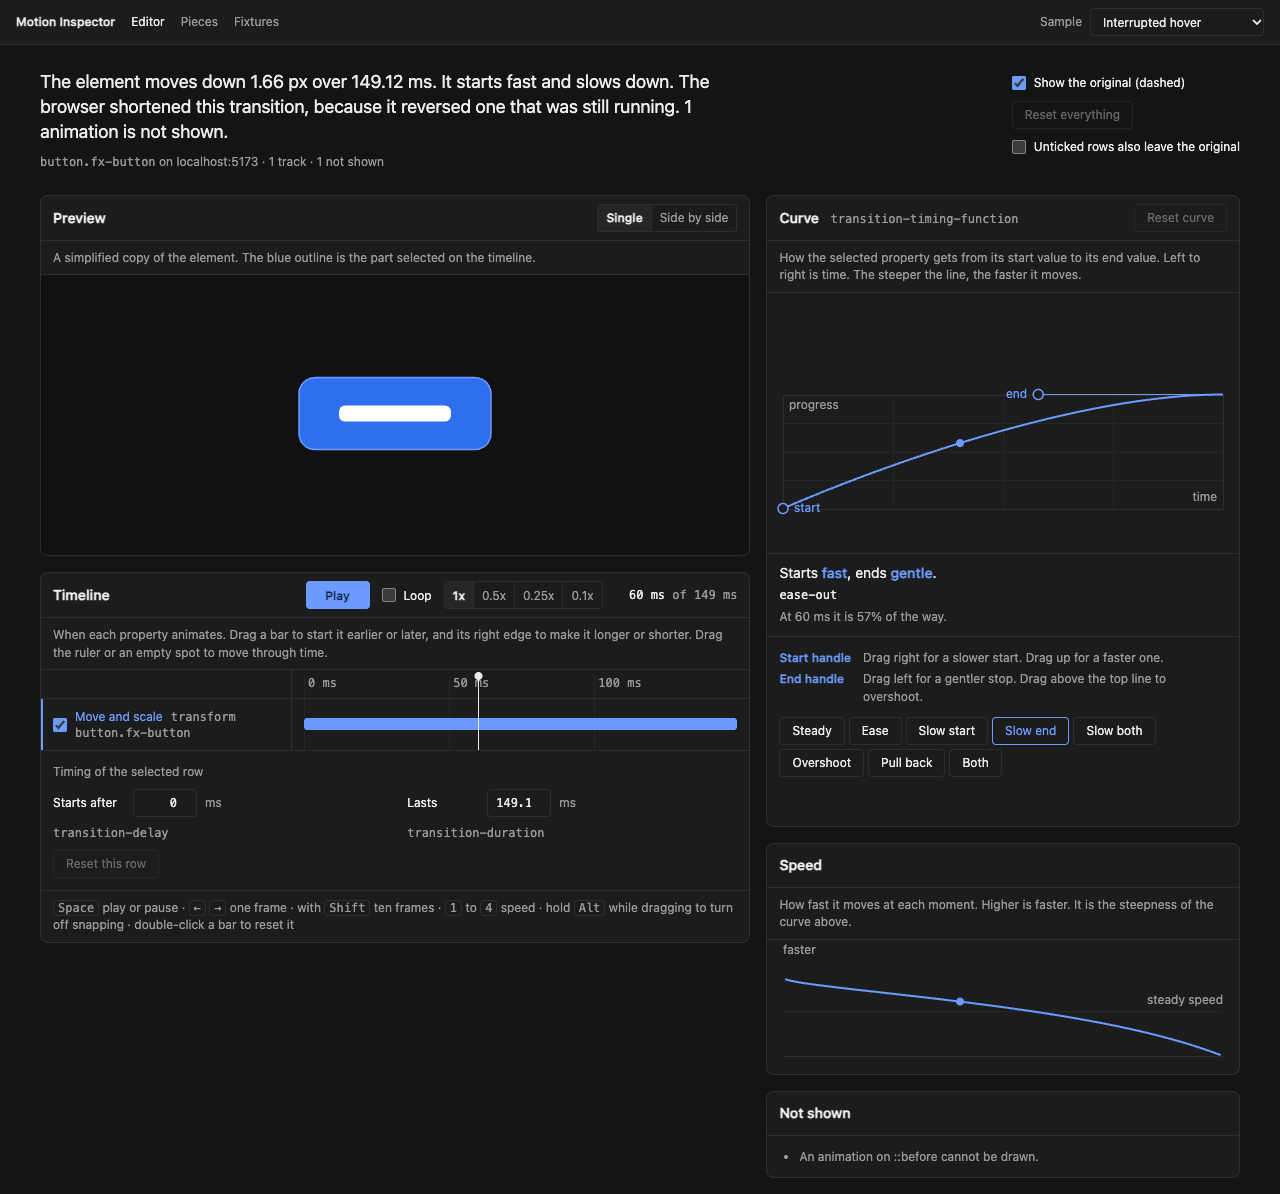 Motion Inspector Editor Pieces Fixtures Sample Interrupted hover
The element moves down 1.66 px over 149.12 ms. It starts fast and slows down. The
browser shortened this transition, because it reversed one that was still running. 1
animation is not shown.
button.fx-button on localhost:5173 · 1 track · 1 not shown
Show the original (dashed)
Reset everything
Unticked rows also leave the original
Preview Single Side by side
A simplified copy of the element. The blue outline is the part selected on the timeline.
Timeline Play Loop 1x 0.5x 0.25x 0.1x 60 ms of 149 ms
When each property animates. Drag a bar to start it earlier or later, and its right edge to make it longer or shorter. Drag
the ruler or an empty spot to move through time.
0 ms 50 ms 100 ms
Move and scale transform
button.fx-button
Timing of the selected row
Starts after 0 ms Lasts 149.1 ms
transition-delay transition-duration
Reset this row
Space play or pause · ← → one frame · with Shift ten frames · 1 to 4 speed · hold Alt while dragging to turn
off snapping · double-click a bar to reset it
Curve transition-timing-function Reset curve
How the selected property gets from its start value to its end value. Left to
right is time. The steeper the line, the faster it moves.
end
progress
time
start
Starts fast, ends gentle.
ease-out
At 60 ms it is 57% of the way.
Start handle Drag right for a slower start. Drag up for a faster one.
End handle Drag left for a gentler stop. Drag above the top line to
overshoot.
Steady Ease Slow start Slow end Slow both
Overshoot Pull back Both
Speed
How fast it moves at each moment. Higher is faster. It is the steepness of the
curve above.
faster
steady speed
Not shown
• An animation on ::before cannot be drawn.